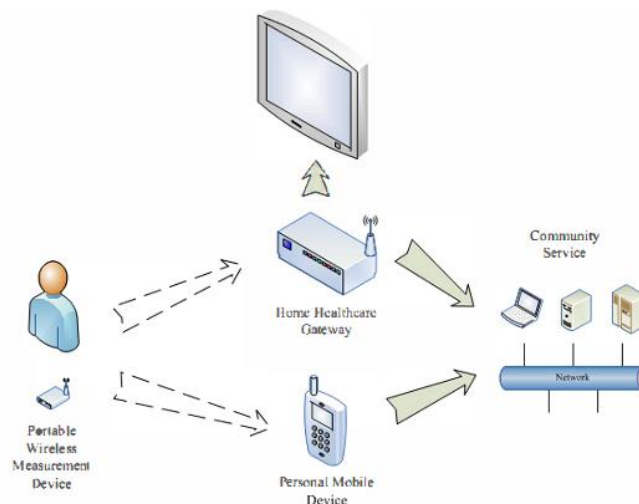 Community
Service
Home Healthcare
Gateway
Network
Portable
Wireless
Measurement
Device
Personal Mobile
Device